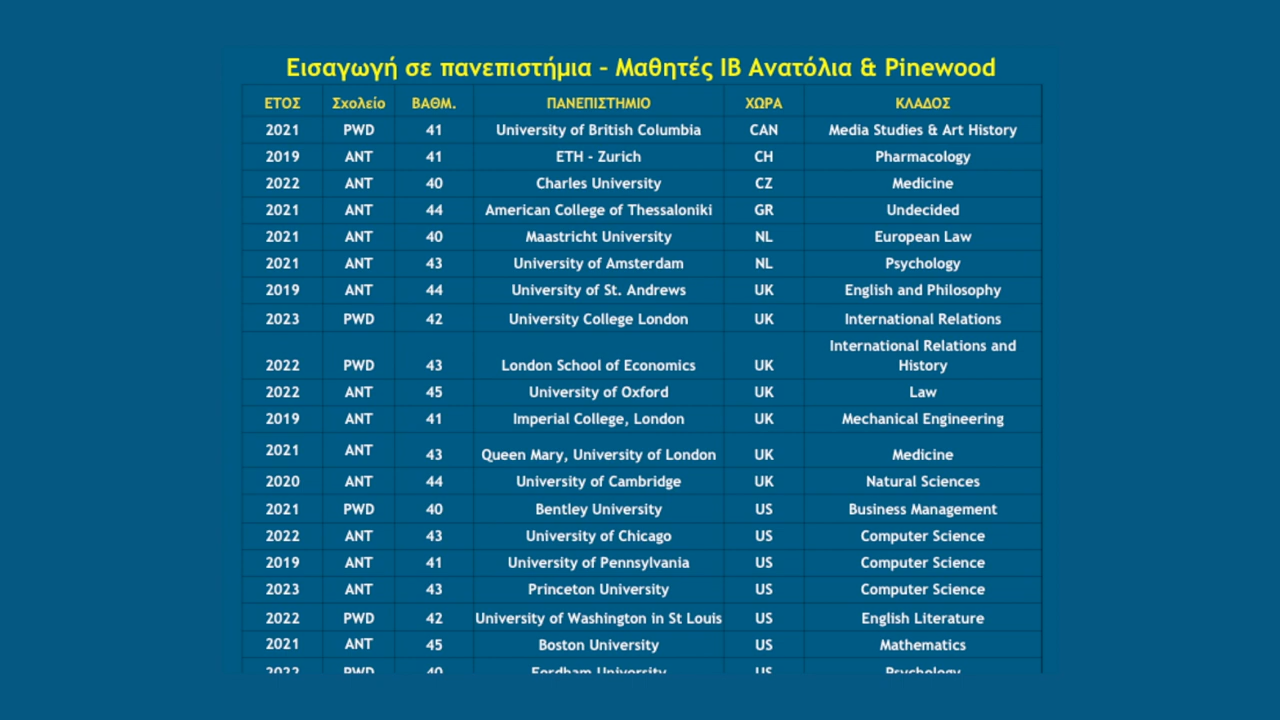 Εισαγωγή σε πανεπιστήμια – Μαθητές IB Ανατόλια & Pinewood
ΕΤΟΣ Σχολείο ΒΑΘΜ. ΠΑΝΕΠΙΣΤΗΜΙΟ ΧΩΡΑ ΚΛΑΔΟΣ
2021 PWD 41 University of British Columbia CAN Media Studies & Art History
2019 ANT 41 ETH - Zurich CH Pharmacology
2022 ANT 40 Charles University CZ Medicine
2021 ANT 44 American College of Thessaloniki GR Undecided
2021 ANT 40 Maastricht University NL European Law
2021 ANT 43 University of Amsterdam NL Psychology
2019 ANT 44 University of St. Andrews UK English and Philosophy
2023 PWD 42 University College London UK International Relations
International Relations and
2022 PWD 43 London School of Economics UK History
2022 ANT 45 University of Oxford UK Law
2019 ANT 41 Imperial College, London UK Mechanical Engineering
2021 ANT 43 Queen Mary, University of London UK Medicine
2020 ANT 44 University of Cambridge UK Natural Sciences
2021 PWD 40 Bentley University US Business Management
2022 ANT 43 University of Chicago US Computer Science
2019 ANT 41 University of Pennsylvania US Computer Science
2023 ANT 43 Princeton University US Computer Science
2022 PWD 42 University of Washington in St Louis US English Literature
2021 ANT 45 Boston University US Mathematics
PWD 40 Fordham University US Psychology